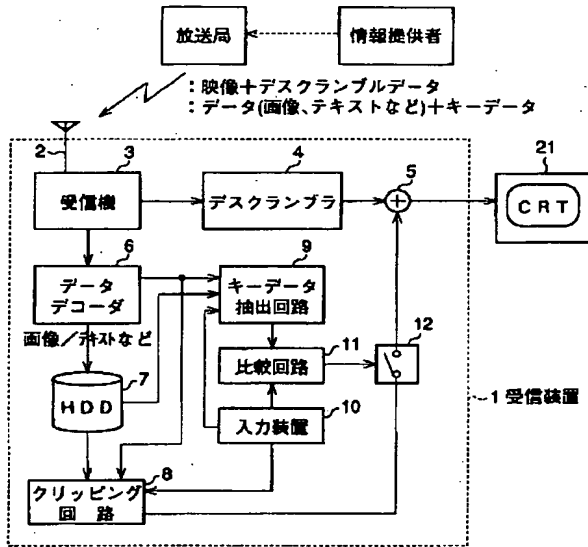 放送局
情報提供者
:映像+デスクランブルデータ
:データ(画像、テキストなど)+キーデータ
2
3
受信機
4
デスクランブラ
5
21
CRT
6
データ
デコーダ
画像/テキストなど
9
キーデータ
抽出回路
11
比較回路
12
7
HDD
10
入力装置
1 受信装置
8
クリッピング
回路